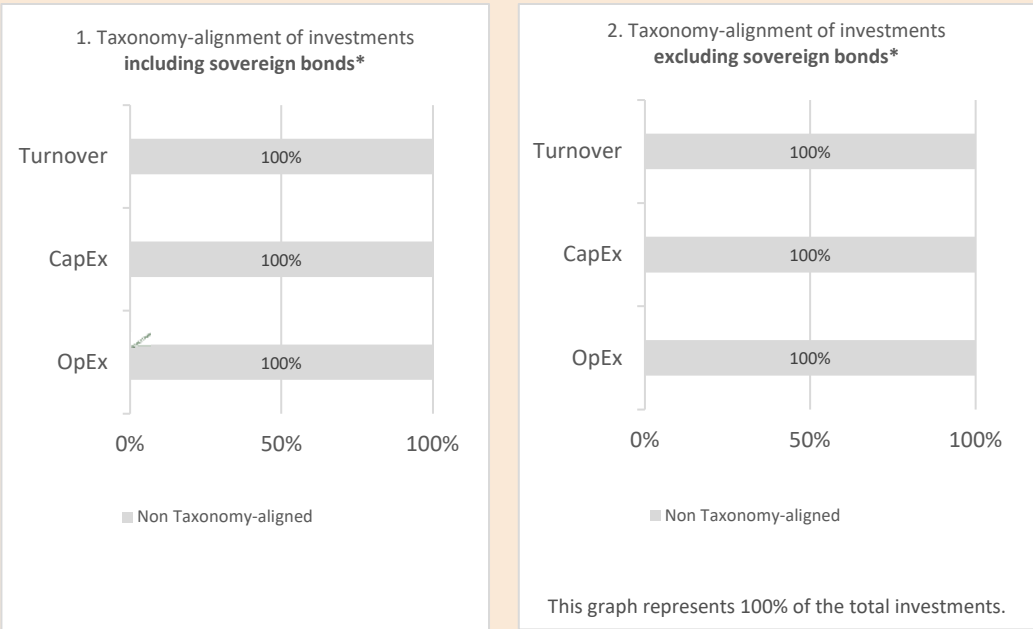 1. Taxonomy-alignment of investments
including sovereign bonds*
Turnover
100%
CapEx
100%
OpEx
100%
0%
50%
100%
Non Taxonomy-aligned
2. Taxonomy-alignment of investments
excluding sovereign bonds*
Turnover
100%
CapEx
100%
OpEx
100%
0%
50%
100%
Non Taxonomy-aligned
This graph represents 100% of the total investments.